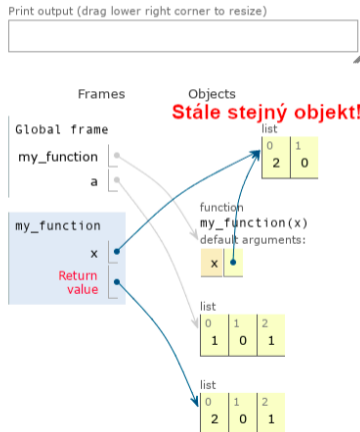 Print output (drag lower right corner to resize)
Frames Objects
Stále stejný objekt!
Global frame
my_function
a
list
0 1
2 0
function
my_function(x)
default arguments:
x
my_function
x
Return
value
list
0 1 2
1 0 1
list
0 1 2
2 0 1